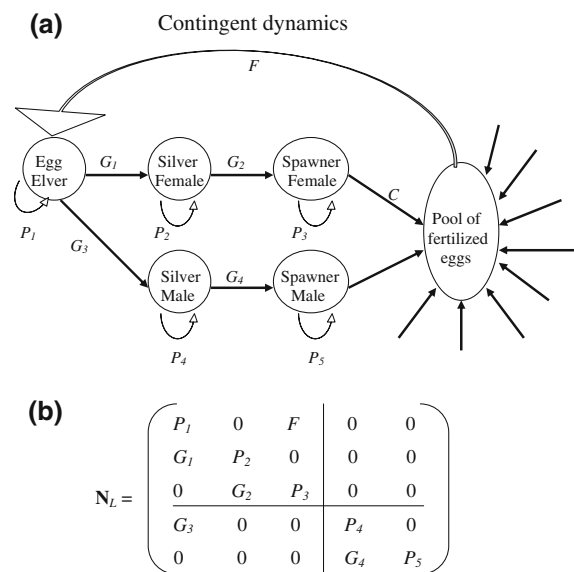 (a) Contingent dynamics
F
Egg
Elver
G1
Silver
Female
G2
Spawner
Female
C
P1
P2
P3
Pool of
fertilized
eggs
G3
Silver
Male
G4
Spawner
Male
P4
P5
(b)
P1 0 F 0 0
G1 P2 0 0 0
NL = 0 G2 P3 0 0
G3 0 0 P4 0
0 0 0 G4 P5